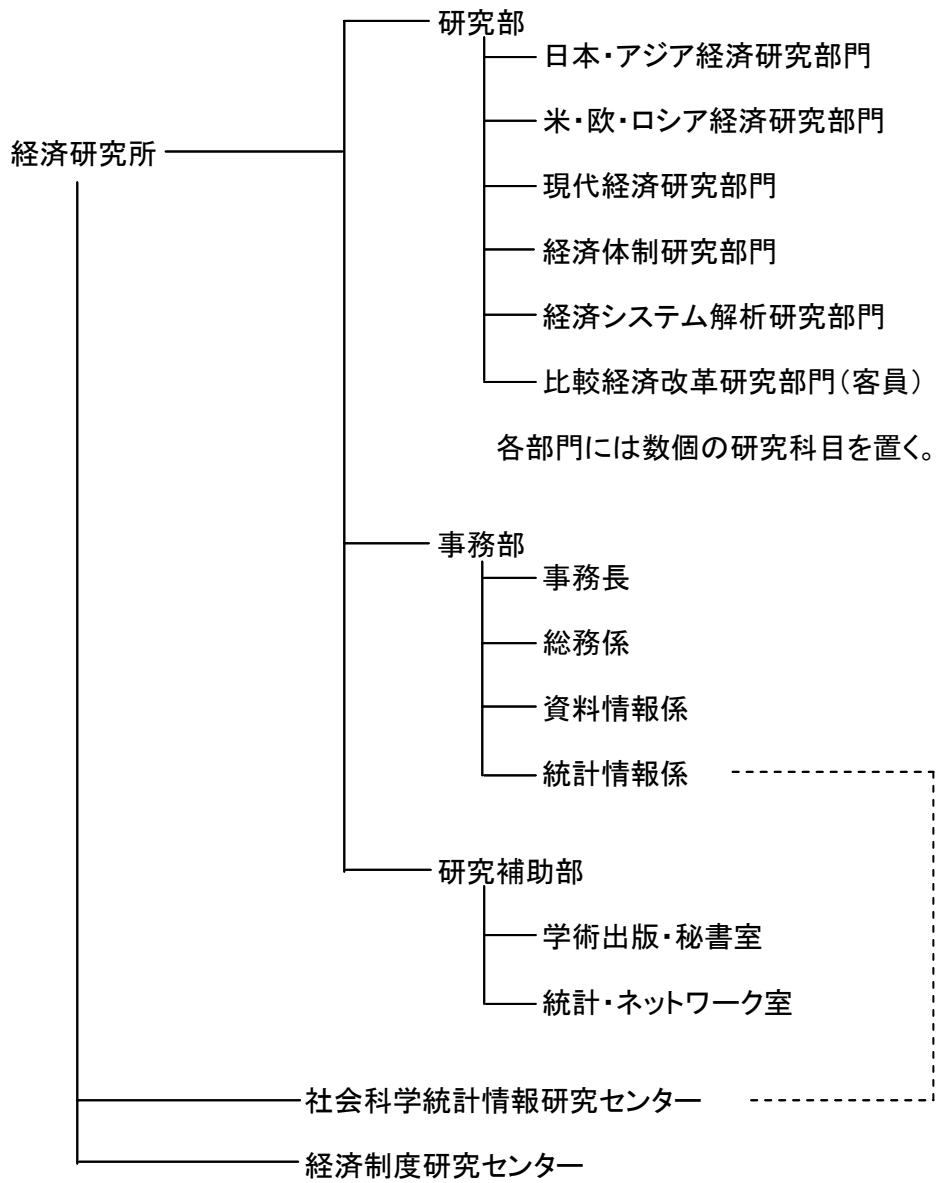 研究部
日本・アジア経済研究部門
米・欧・ロシア経済研究部門
経済研究所
現代経済研究部門
経済体制研究部門
経済システム解析研究部門
比較経済改革研究部門（客員）
各部門には数個の研究科目を置く。
事務部
事務長
総務係
資料情報係
統計情報係
研究補助部
学術出版・秘書室
統計・ネットワーク室
社会科学統計情報研究センター
経済制度研究センター